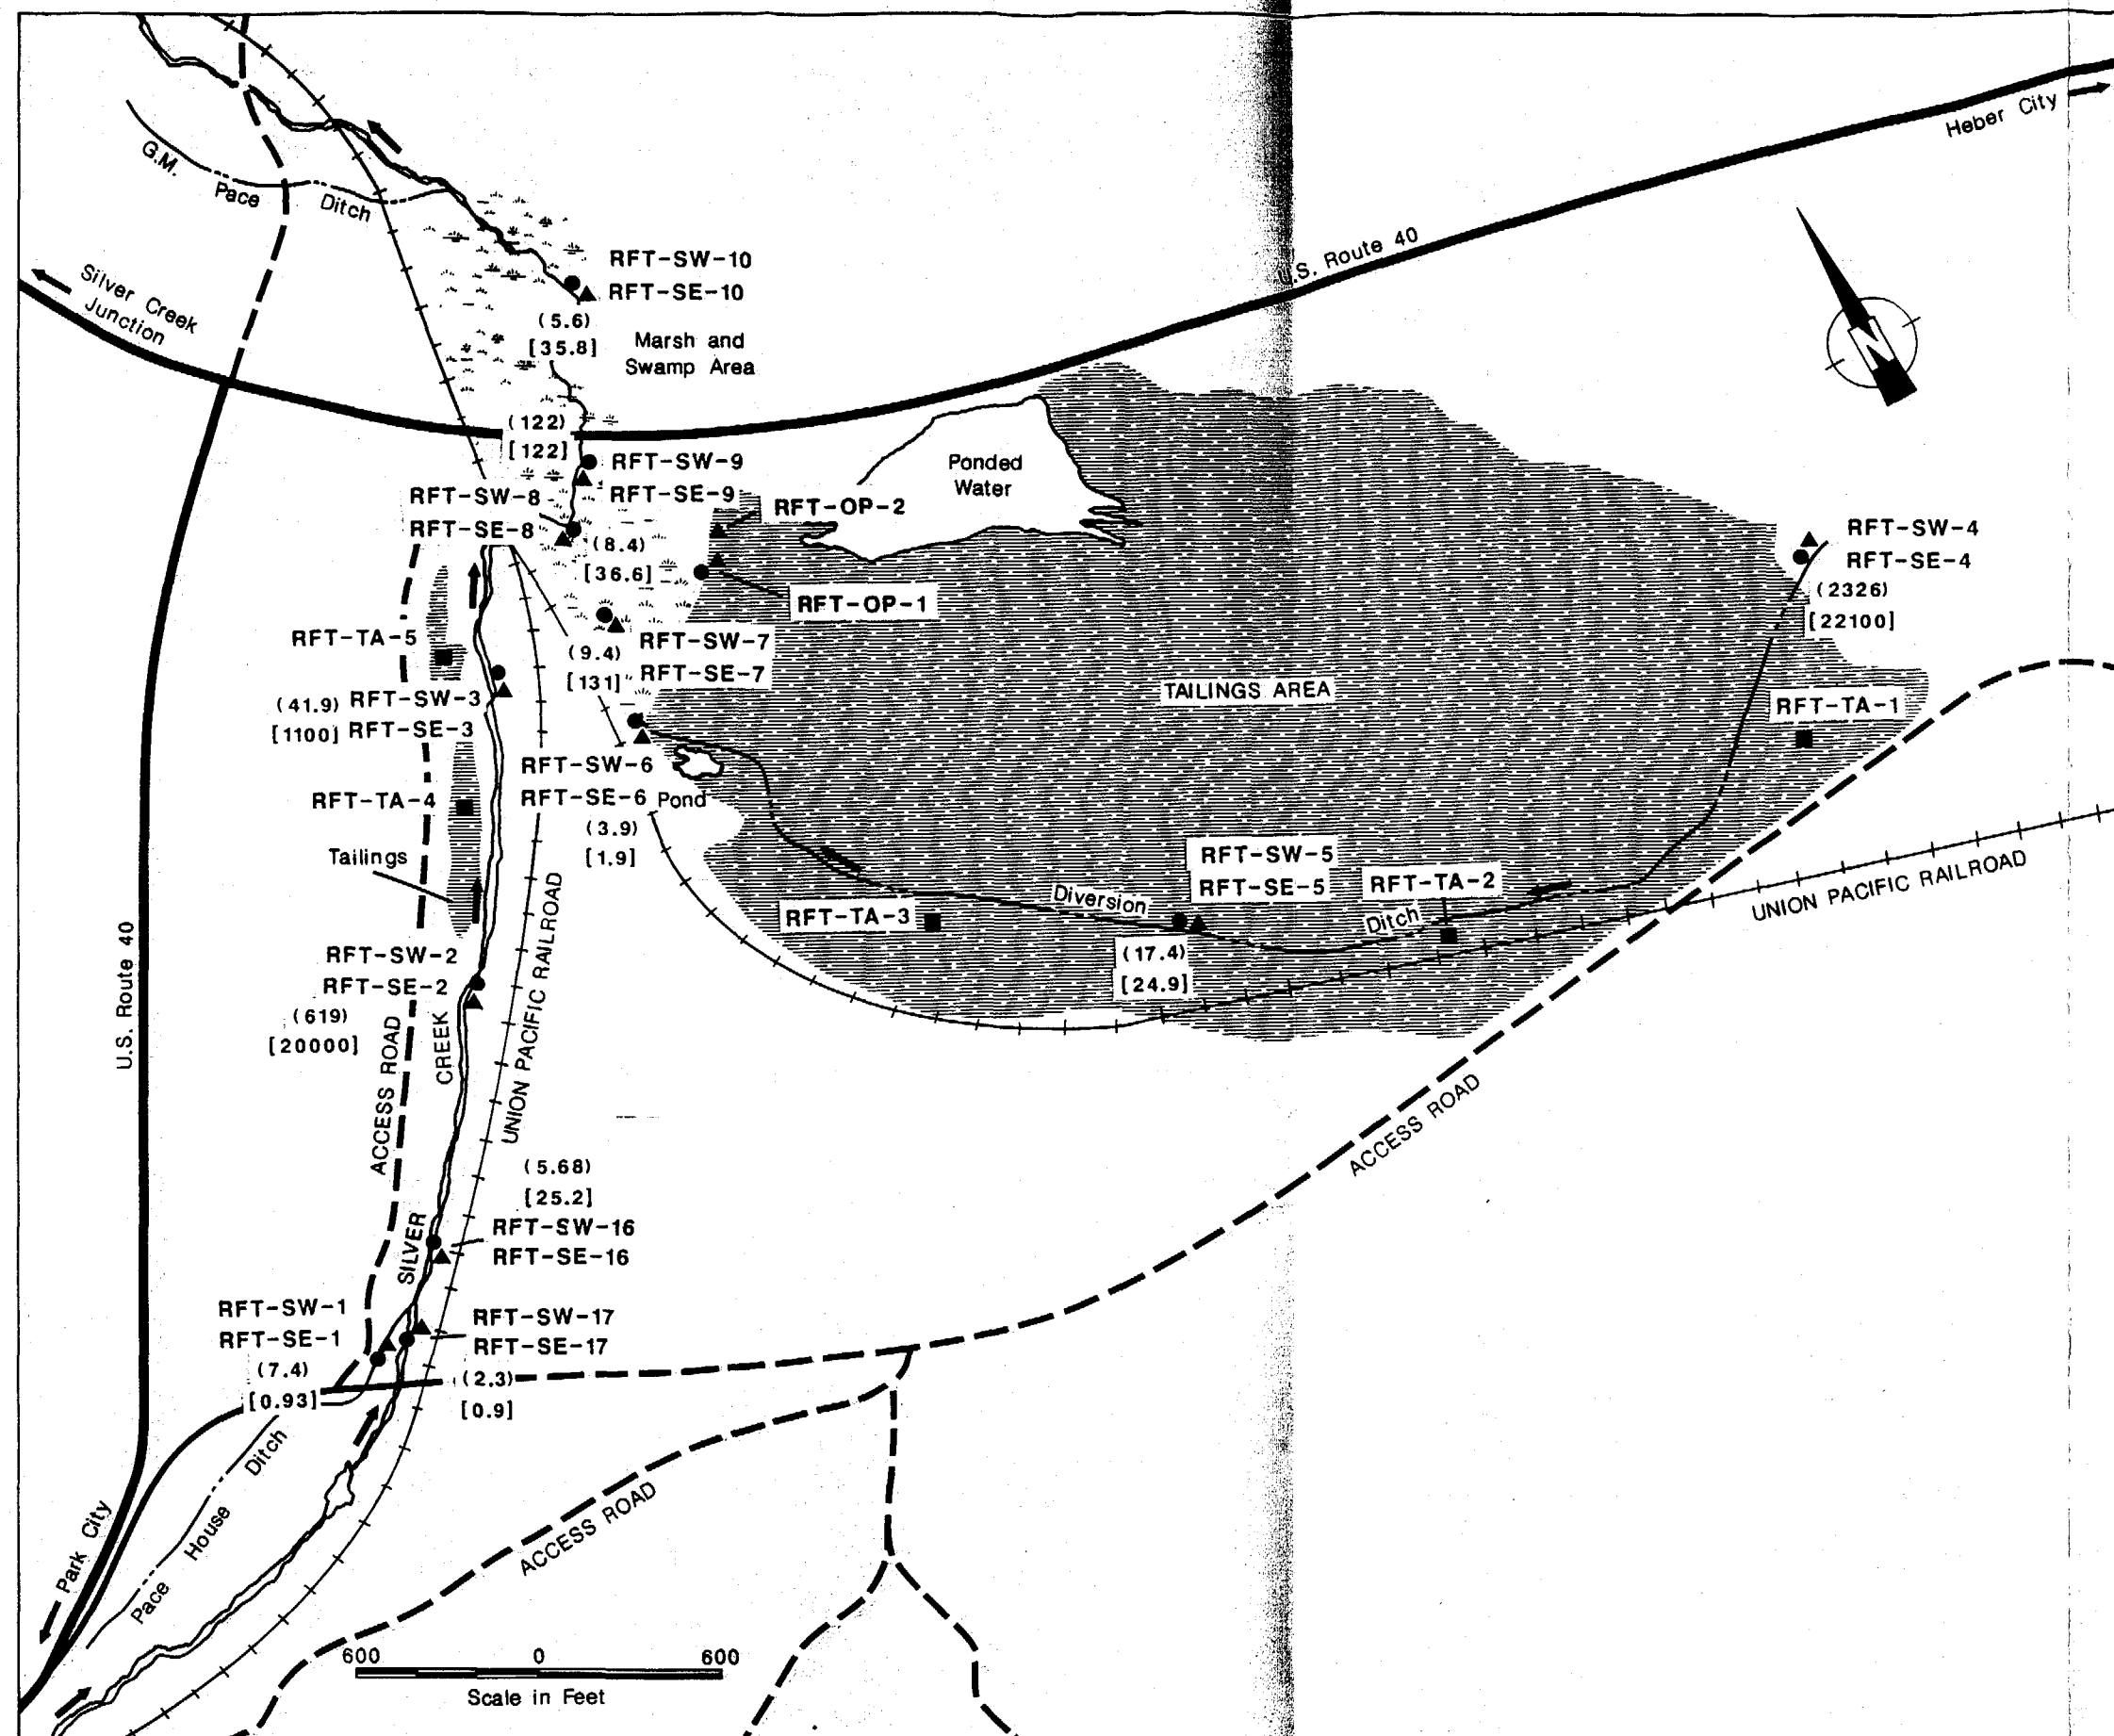 Heber City
G.M.
Pace
Ditch
U.S. Route 40
Silver Creek
Junction
RFT-SW-10
RFT-SE-10
(5.6)
[35.8]
Marsh and
Swamp Area
(122)
[122]
RFT-SW-9
RFT-SE-9
RFT-SW-8
RFT-SE-8
(8.4)
[36.6]
Ponded
Water
RFT-OP-2
RFT-OP-1
RFT-SW-4
RFT-SE-4
(2326)
[22100]
N
RFT-TA-5
RFT-SW-7
RFT-SE-7
(9.4)
[131]
(41.9) RFT-SW-3
[1100] RFT-SE-3
TAILINGS AREA
RFT-TA-1
RFT-SW-6
RFT-SE-6
Pond
(3.9)
[1.9]
RFT-TA-4
Tailings
RFT-SW-5
RFT-SE-5
(17.4)
[24.9]
RFT-TA-2
RFT-TA-3
Diversion
Ditch
UNION PACIFIC RAILROAD
RFT-SW-2
RFT-SE-2
(619)
[20000]
U.S. Route 40
ACCESS ROAD
SILVER
CREEK
UNION PACIFIC RAILROAD
ACCESS ROAD
(5.68)
[25.2]
RFT-SW-16
RFT-SE-16
RFT-SW-1
RFT-SE-1
(7.4)
[0.93]
RFT-SW-17
RFT-SE-17
(2.3)
[0.9]
Pace
House
Ditch
Park City
ACCESS ROAD
600 0 600
Scale in Feet